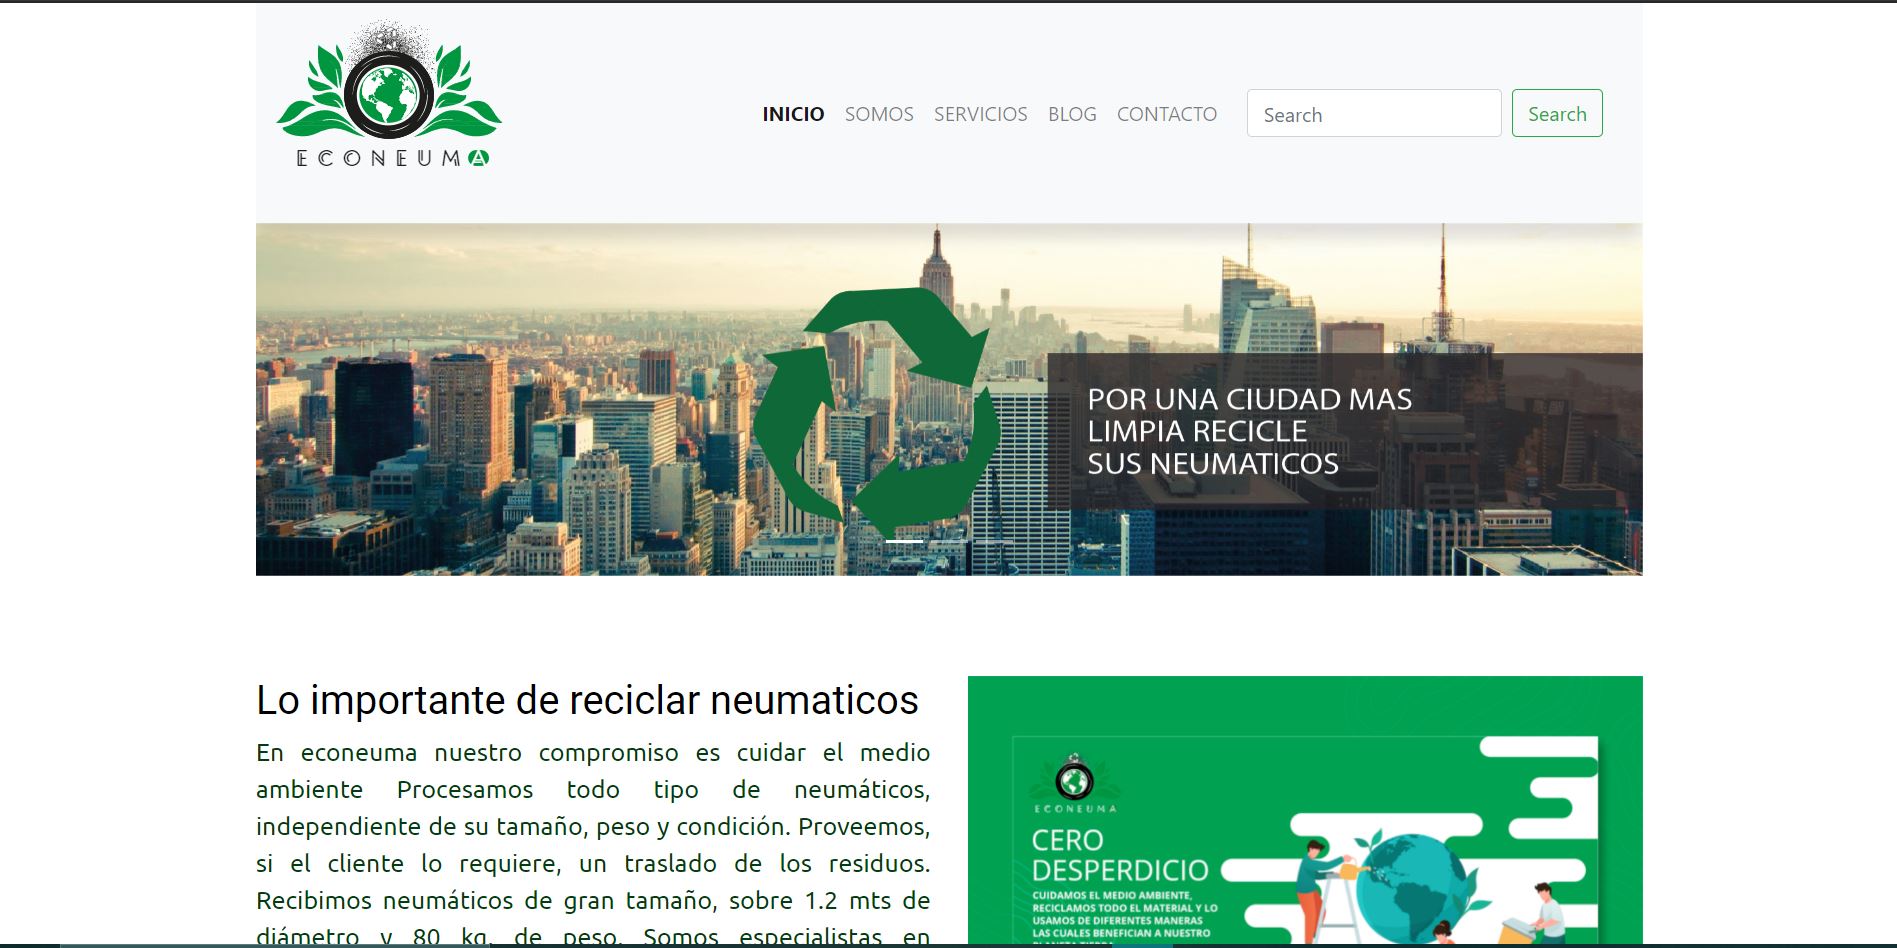 ECONEUMA
INICIO SOMOS SERVICIOS BLOG CONTACTO Search Search
POR UNA CIUDAD MAS
LIMPIA RECICLE
SUS NEUMATICOS
Lo importante de reciclar neumaticos
En econeuma nuestro compromiso es cuidar el medio
ambiente Procesamos todo tipo de neumáticos,
independiente de su tamaño, peso y condición. Proveemos,
si el cliente lo requiere, un traslado de los residuos.
Recibimos neumáticos de gran tamaño, sobre 1.2 mts de
diámetro y 80 kg. de peso. Somos especialistas en
ECONEUMA
CERO
DESPERDICIO
CUIDAMOS EL MEDIO AMBIENTE,
RECICLAMOS TODO EL MATERIAL Y LO
USAMOS DE DIFERENTES MANERAS
LAS CUALES BENEFICIAN A NUESTRO
PLANETA TIERRA